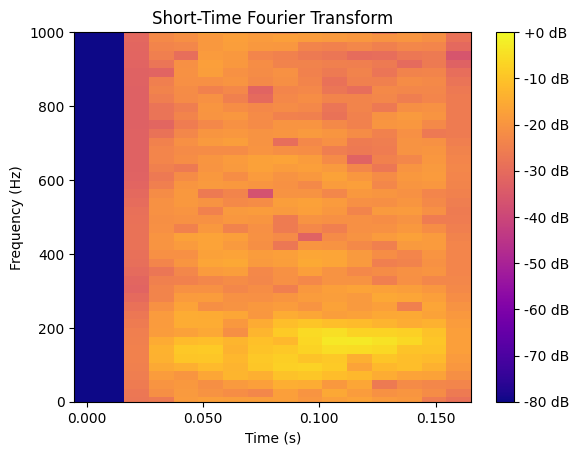 Short-Time Fourier Transform
1000
800
600
400
200
0
Frequency (Hz)
0.000
0.050
0.100
0.150
Time (s)
+0 dB
-10 dB
-20 dB
-30 dB
-40 dB
-50 dB
-60 dB
-70 dB
-80 dB